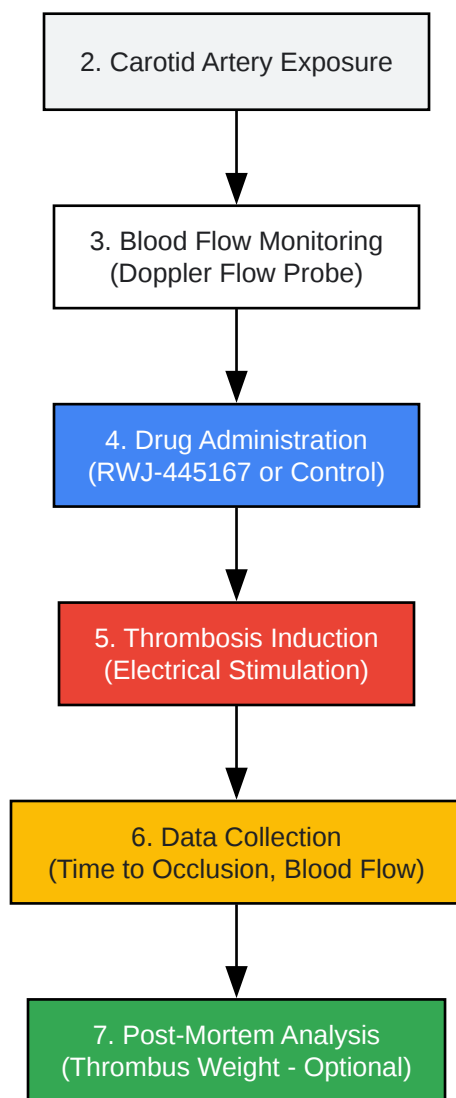 2. Carotid Artery Exposure
3. Blood Flow Monitoring
(Doppler Flow Probe)
4. Drug Administration
(RWJ-445167 or Control)
5. Thrombosis Induction
(Electrical Stimulation)
6. Data Collection
(Time to Occlusion, Blood Flow)
7. Post-Mortem Analysis
(Thrombus Weight - Optional)